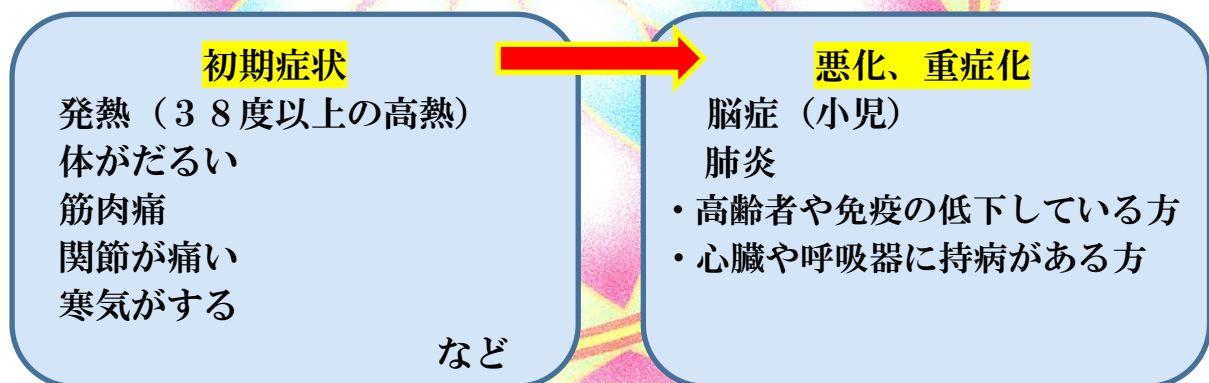 初期症状
発熱（３８度以上の高熱）
体がだるい
筋肉痛
関節が痛い
寒気がする
など
悪化、重症化
脳症（小児）
肺炎
・高齢者や免疫の低下している方
・心臓や呼吸器に持病がある方